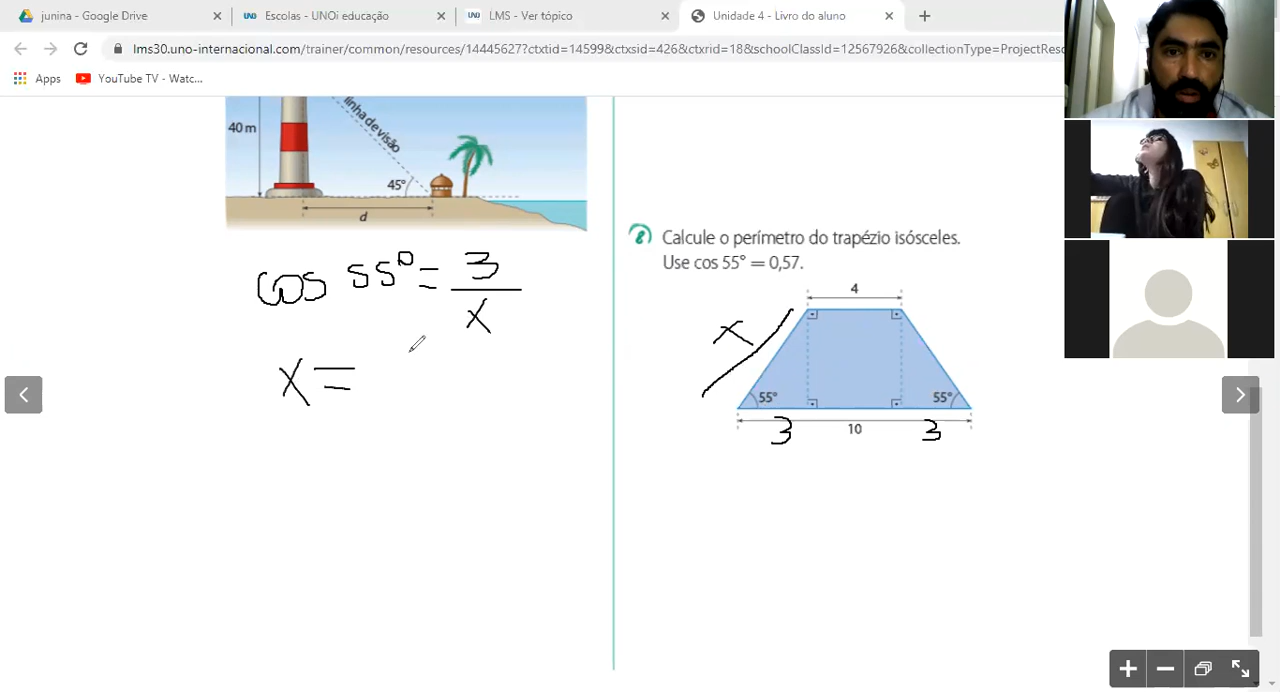 junina - Google Drive
Escolas - UNOi educação
LMS - Ver tópico
Unidade 4 - Livro do aluno
lms30.uno-internacional.com/trainer/common/resources/14445627?ctxtid=14599&ctxsid=426&ctxrid=18&schoolClassId=12567926&collectionType=ProjectReso
Apps
YouTube TV - Watc...
40 m
linha de visão
45°
d
cos 55° = 3/x
x =
8 Calcule o perímetro do trapézio isósceles.
Use cos 55° = 0,57.
4
x
55°
55°
3
10
3